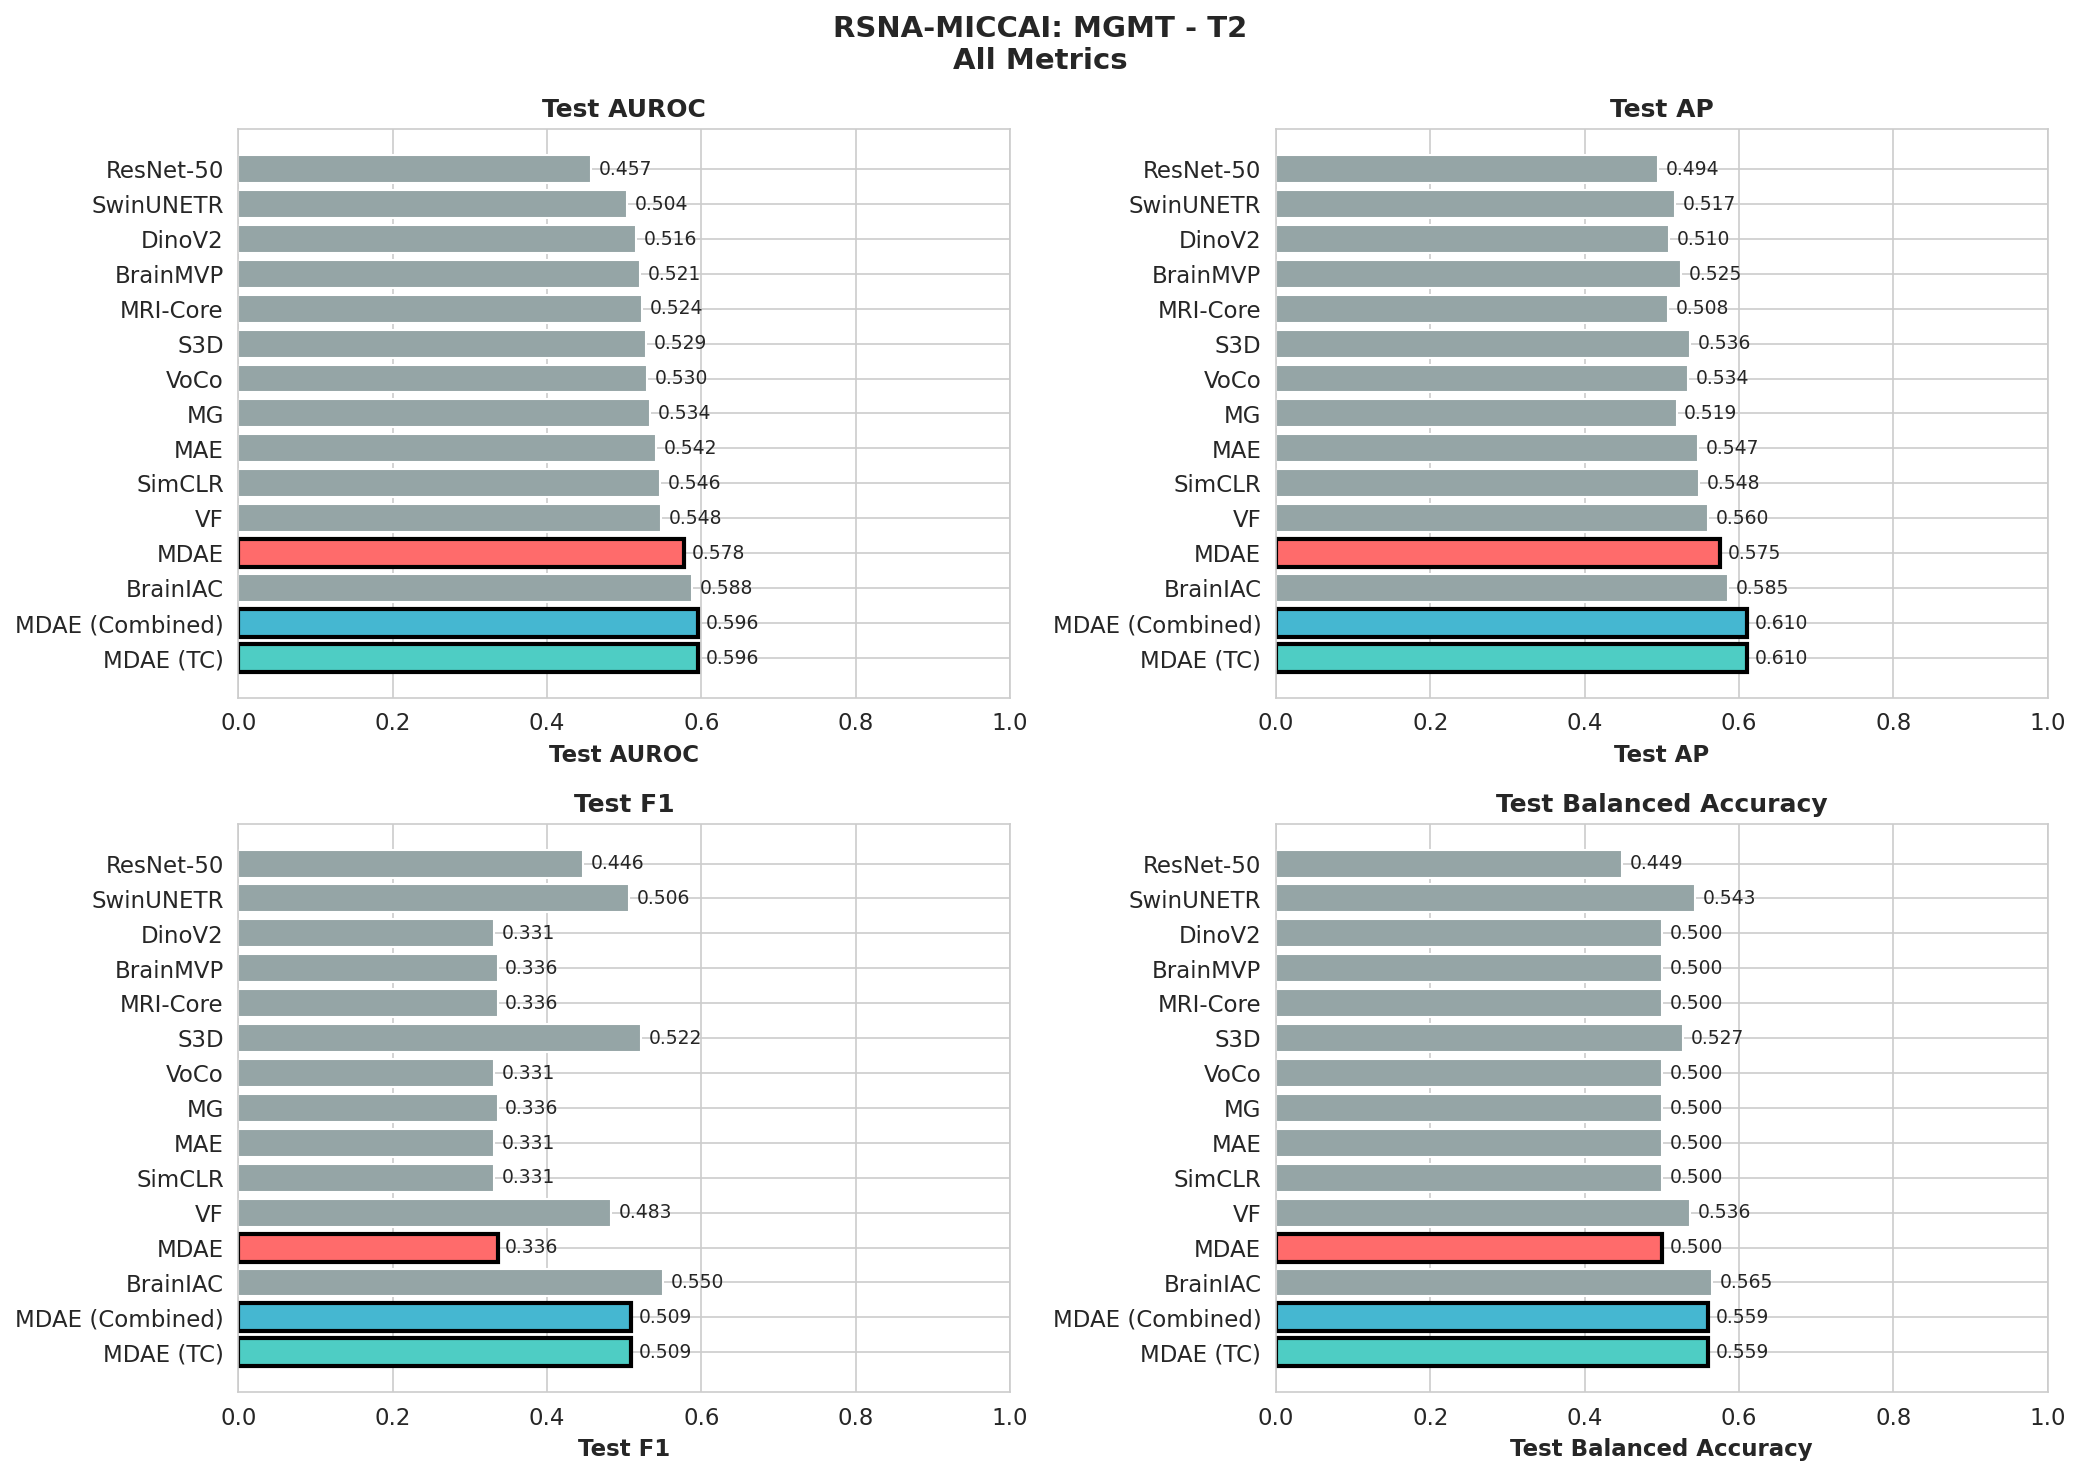 RSNA-MICCAI: MGMT - T2
All Metrics
Test AUROC
ResNet-50 0.457
SwinUNETR 0.504
DinoV2 0.516
BrainMVP 0.521
MRI-Core 0.524
S3D 0.529
VoCo 0.530
MG 0.534
MAE 0.542
SimCLR 0.546
VF 0.548
MDAE 0.578
BrainIAC 0.588
MDAE (Combined) 0.596
MDAE (TC) 0.596
0.0 0.2 0.4 0.6 0.8 1.0
Test AUROC
Test AP
ResNet-50 0.494
SwinUNETR 0.517
DinoV2 0.510
BrainMVP 0.525
MRI-Core 0.508
S3D 0.536
VoCo 0.534
MG 0.519
MAE 0.547
SimCLR 0.548
VF 0.560
MDAE 0.575
BrainIAC 0.585
MDAE (Combined) 0.610
MDAE (TC) 0.610
0.0 0.2 0.4 0.6 0.8 1.0
Test AP
Test F1
ResNet-50 0.446
SwinUNETR 0.506
DinoV2 0.331
BrainMVP 0.336
MRI-Core 0.336
S3D 0.522
VoCo 0.331
MG 0.336
MAE 0.331
SimCLR 0.331
VF 0.483
MDAE 0.336
BrainIAC 0.550
MDAE (Combined) 0.509
MDAE (TC) 0.509
0.0 0.2 0.4 0.6 0.8 1.0
Test F1
Test Balanced Accuracy
ResNet-50 0.449
SwinUNETR 0.543
DinoV2 0.500
BrainMVP 0.500
MRI-Core 0.500
S3D 0.527
VoCo 0.500
MG 0.500
MAE 0.500
SimCLR 0.500
VF 0.536
MDAE 0.500
BrainIAC 0.565
MDAE (Combined) 0.559
MDAE (TC) 0.559
0.0 0.2 0.4 0.6 0.8 1.0
Test Balanced Accuracy